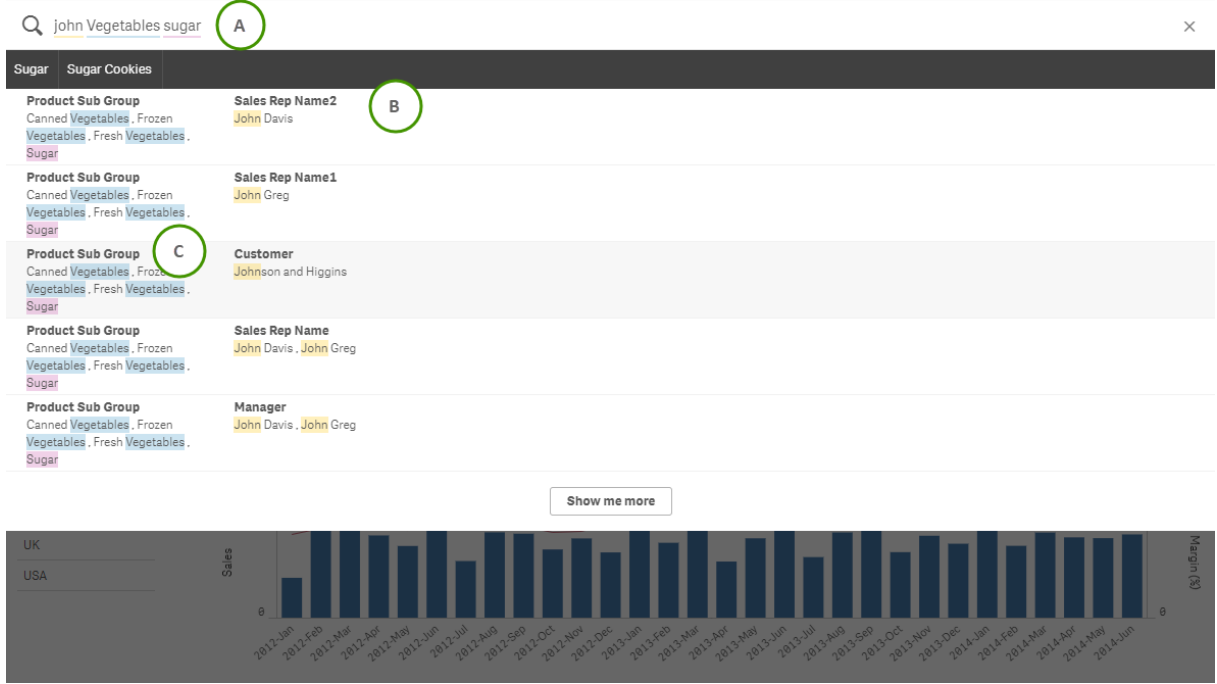 john Vegetables sugar
A
Sugar Sugar Cookies
Product Sub Group
Canned Vegetables , Frozen
Vegetables , Fresh Vegetables ,
Sugar
Sales Rep Name2
John Davis
B
Product Sub Group
Canned Vegetables , Frozen
Vegetables , Fresh Vegetables ,
Sugar
Sales Rep Name1
John Greg
Product Sub Group
C
Canned Vegetables ,
Vegetables , Fresh Vegetables ,
Sugar
Customer
Johnson and Higgins
Product Sub Group
Canned Vegetables , Frozen
Vegetables , Fresh Vegetables ,
Sugar
Sales Rep Name
John Davis , John Greg
Product Sub Group
Canned Vegetables , Frozen
Vegetables , Fresh Vegetables ,
Sugar
Manager
John Davis , John Greg
Show me more
UK
USA
Sales
0
Margin (%)
0
2012-Jan
2012-Feb
2012-Mar
2012-Apr
2012-May
2012-Jun
2012-Jul
2012-Aug
2012-Sep
2012-Oct
2012-Nov
2012-Dec
2013-Jan
2013-Feb
2013-Mar
2013-Apr
2013-May
2013-Jun
2013-Jul
2013-Aug
2013-Sep
2013-Oct
2013-Nov
2013-Dec
2014-Jan
2014-Feb
2014-Mar
2014-Apr
2014-May
2014-Jun